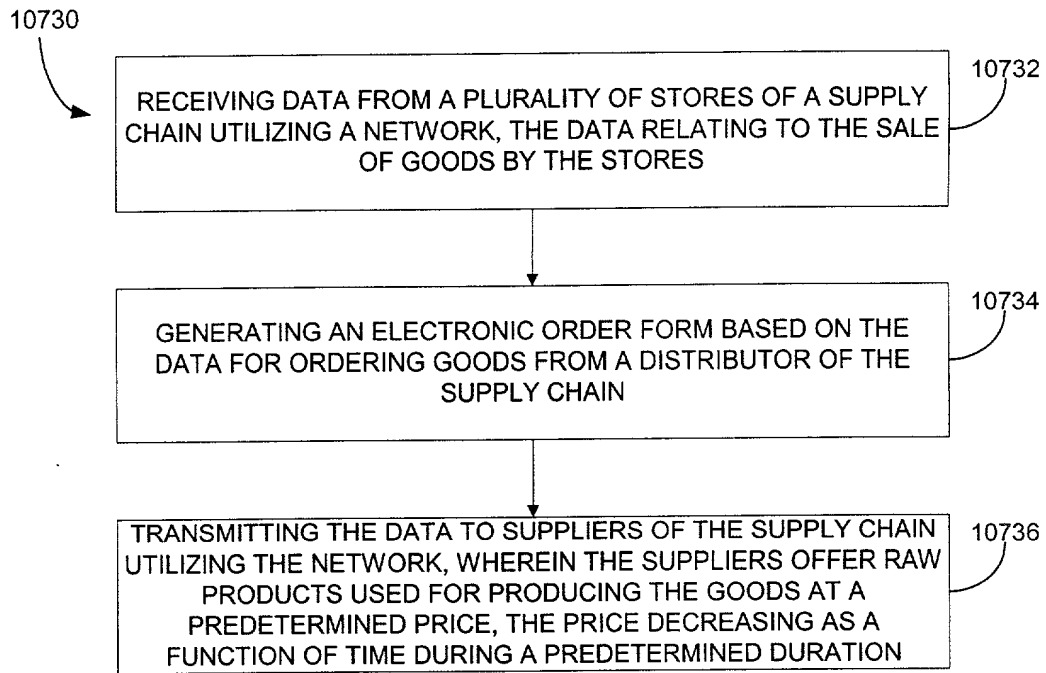 10730
10732
RECEIVING DATA FROM A PLURALITY OF STORES OF A SUPPLY
CHAIN UTILIZING A NETWORK, THE DATA RELATING TO THE SALE
OF GOODS BY THE STORES
10734
GENERATING AN ELECTRONIC ORDER FORM BASED ON THE
DATA FOR ORDERING GOODS FROM A DISTRIBUTOR OF THE
SUPPLY CHAIN
10736
TRANSMITTING THE DATA TO SUPPLIERS OF THE SUPPLY CHAIN
UTILIZING THE NETWORK, WHEREIN THE SUPPLIERS OFFER RAW
PRODUCTS USED FOR PRODUCING THE GOODS AT A
PREDETERMINED PRICE, THE PRICE DECREASING AS A
FUNCTION OF TIME DURING A PREDETERMINED DURATION